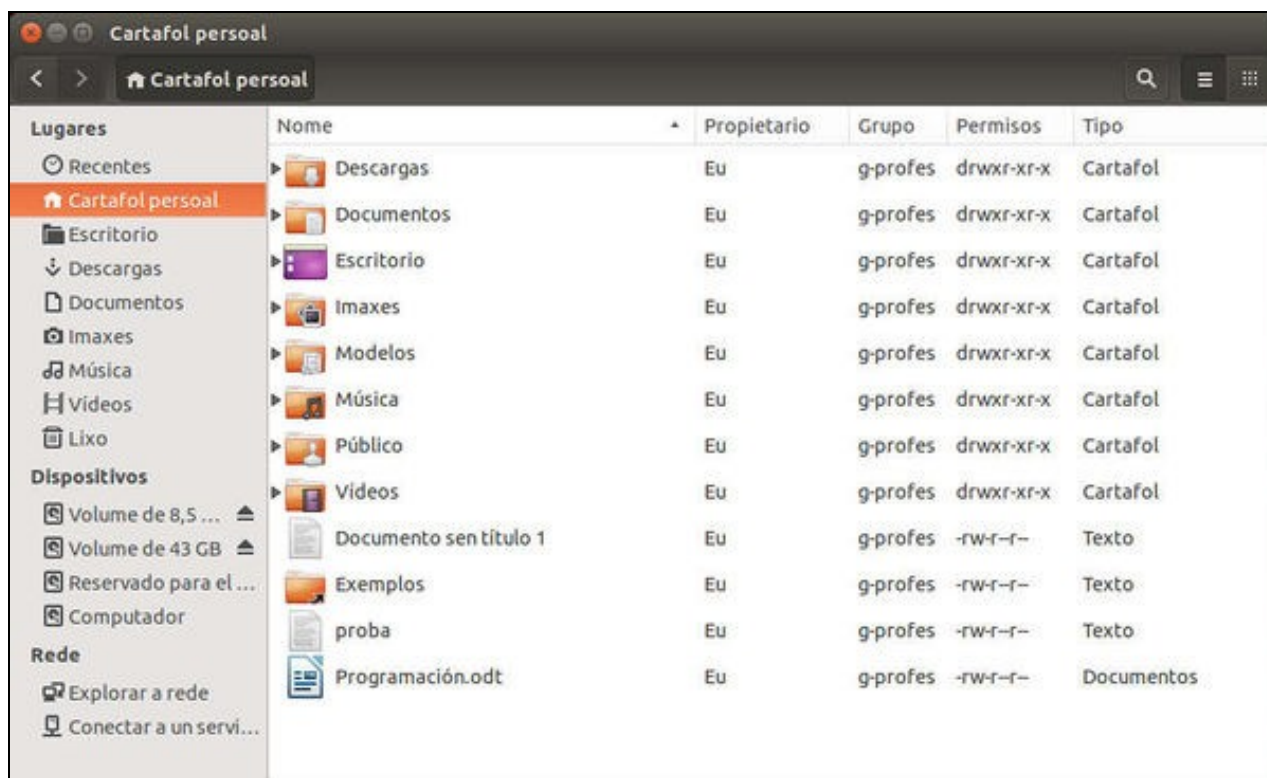 Cartafol persoal
Cartafol persoal
Lugares
Recentes
Cartafol persoal
Escritorio
Descargas
Documentos
Imaxes
Música
Vídeos
Lixo
Dispositivos
Volume de 8,5 ...
Volume de 43 GB
Reservado para el ...
Computador
Rede
Explorar a rede
Conectar a un servi...
Nome Propietario Grupo Permisos Tipo
Descargas Eu g-profes drwxr-xr-x Cartafol
Documentos Eu g-profes drwxr-xr-x Cartafol
Escritorio Eu g-profes drwxr-xr-x Cartafol
Imaxes Eu g-profes drwxr-xr-x Cartafol
Modelos Eu g-profes drwxr-xr-x Cartafol
Música Eu g-profes drwxr-xr-x Cartafol
Público Eu g-profes drwxr-xr-x Cartafol
Vídeos Eu g-profes drwxr-xr-x Cartafol
Documento sen título 1 Eu g-profes -rw-r--r-- Texto
Exemplos Eu g-profes -rw-r--r-- Texto
proba Eu g-profes -rw-r--r-- Texto
Programación.odt Eu g-profes -rw-r--r-- Documentos